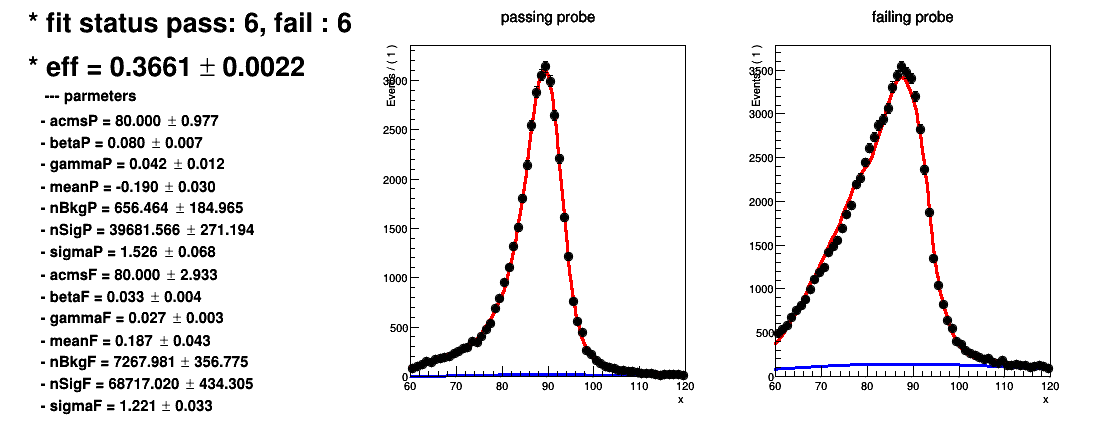 * fit status pass: 6, fail : 6
* eff = 0.3661 ± 0.0022
--- parmeters
- acmsP = 80.000 ± 0.977
- betaP = 0.080 ± 0.007
- gammaP = 0.042 ± 0.012
- meanP = -0.190 ± 0.030
- nBkgP = 656.464 ± 184.965
- nSigP = 39681.566 ± 271.194
- sigmaP = 1.526 ± 0.068
- acmsF = 80.000 ± 2.933
- betaF = 0.033 ± 0.004
- gammaF = 0.027 ± 0.003
- meanF = 0.187 ± 0.043
- nBkgF = 7267.981 ± 356.775
- nSigF = 68717.020 ± 434.305
- sigmaF = 1.221 ± 0.033
passing probe
Events / ( 1 )
3000
2500
2000
1500
1000
500
0
60 70 80 90 100 110 120
x
failing probe
Events / ( 1 )
3500
3000
2500
2000
1500
1000
500
0
60 70 80 90 100 110 120
x